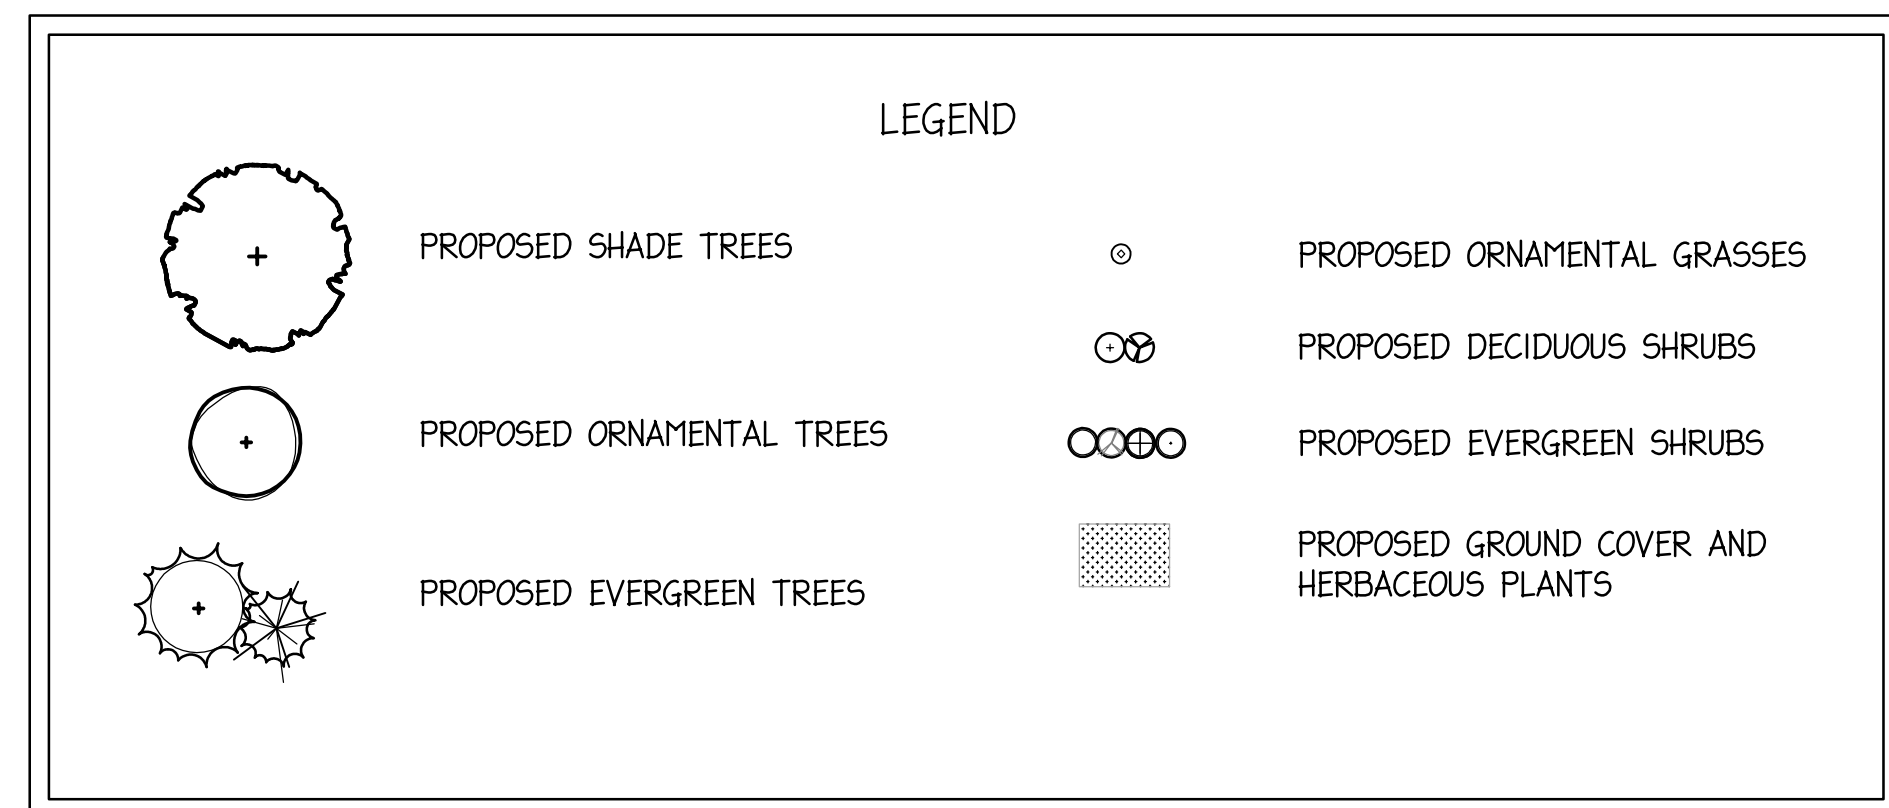 LEGEND
PROPOSED SHADE TREES
PROPOSED ORNAMENTAL TREES
PROPOSED EVERGREEN TREES
PROPOSED ORNAMENTAL GRASSES
PROPOSED DECIDUOUS SHRUBS
PROPOSED EVERGREEN SHRUBS
PROPOSED GROUND COVER AND
HERBACEOUS PLANTS